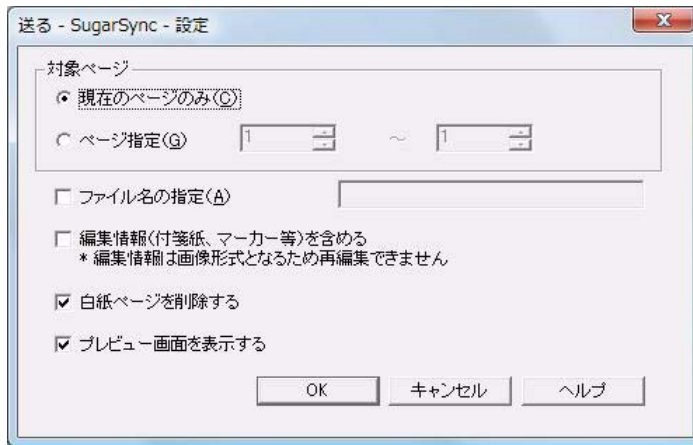 送る - SugarSync - 設定
対象ページ
現在のページのみ(C)
ページ指定(G) 1 ～ 1
ファイル名の指定(A)
編集情報(付箋紙、マーカー等)を含める
* 編集情報は画像形式となるため再編集できません
白紙ページを削除する
プレビュー画面を表示する
OK キャンセル ヘルプ